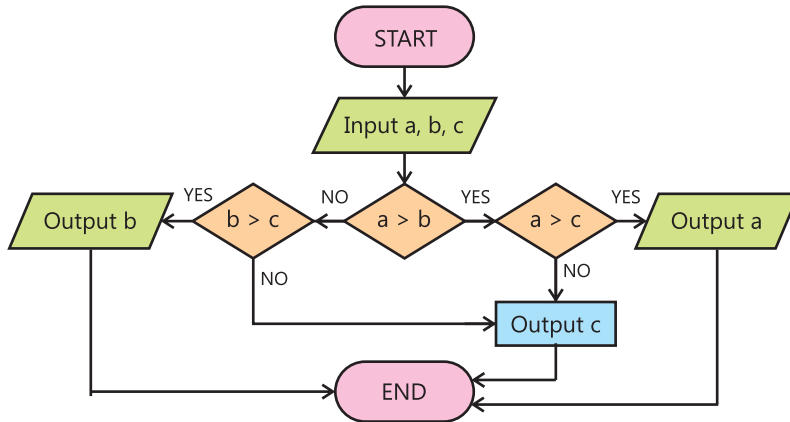 START
Input a, b, c
YES
NO
YES
YES
Output b
b > c
a > b
a > c
Output a
NO
NO
Output c
END